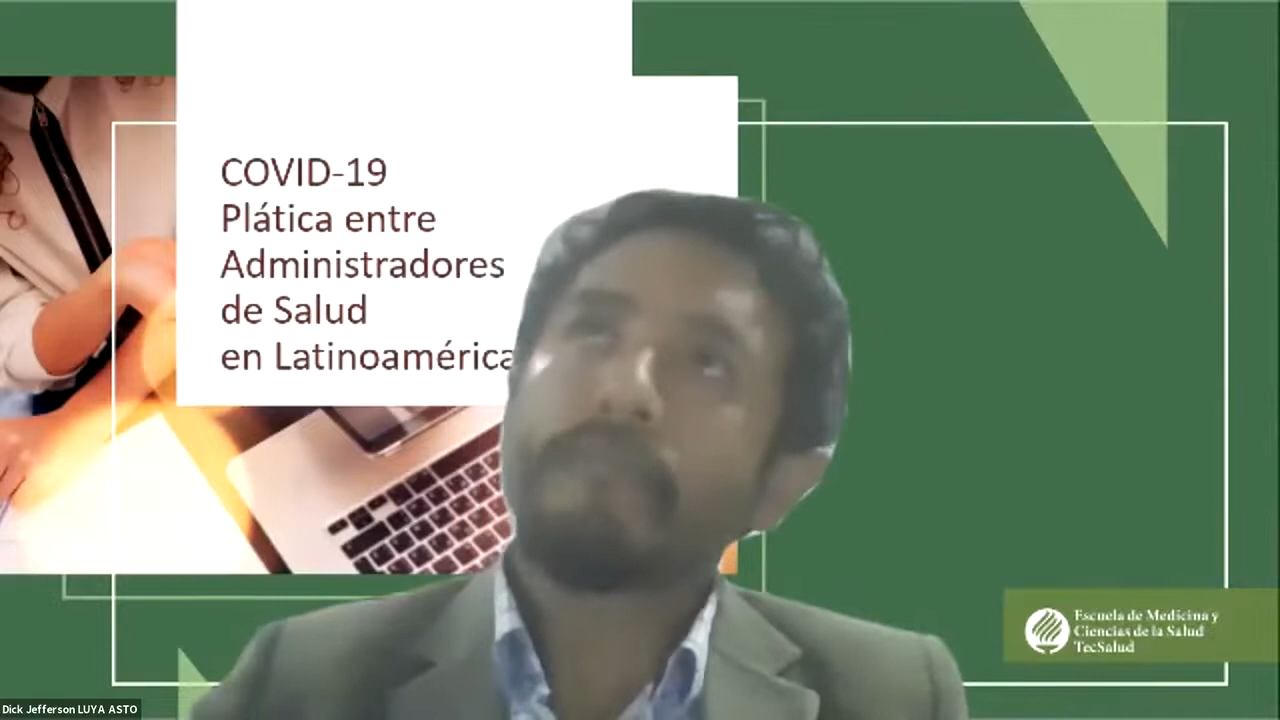 COVID-19
Plática entre
Administradores
de Salud
en Latinoamérica
Escuela de Medicina y
Ciencias de la Salud
TecSalud
Dick Jefferson LUYA ASTO